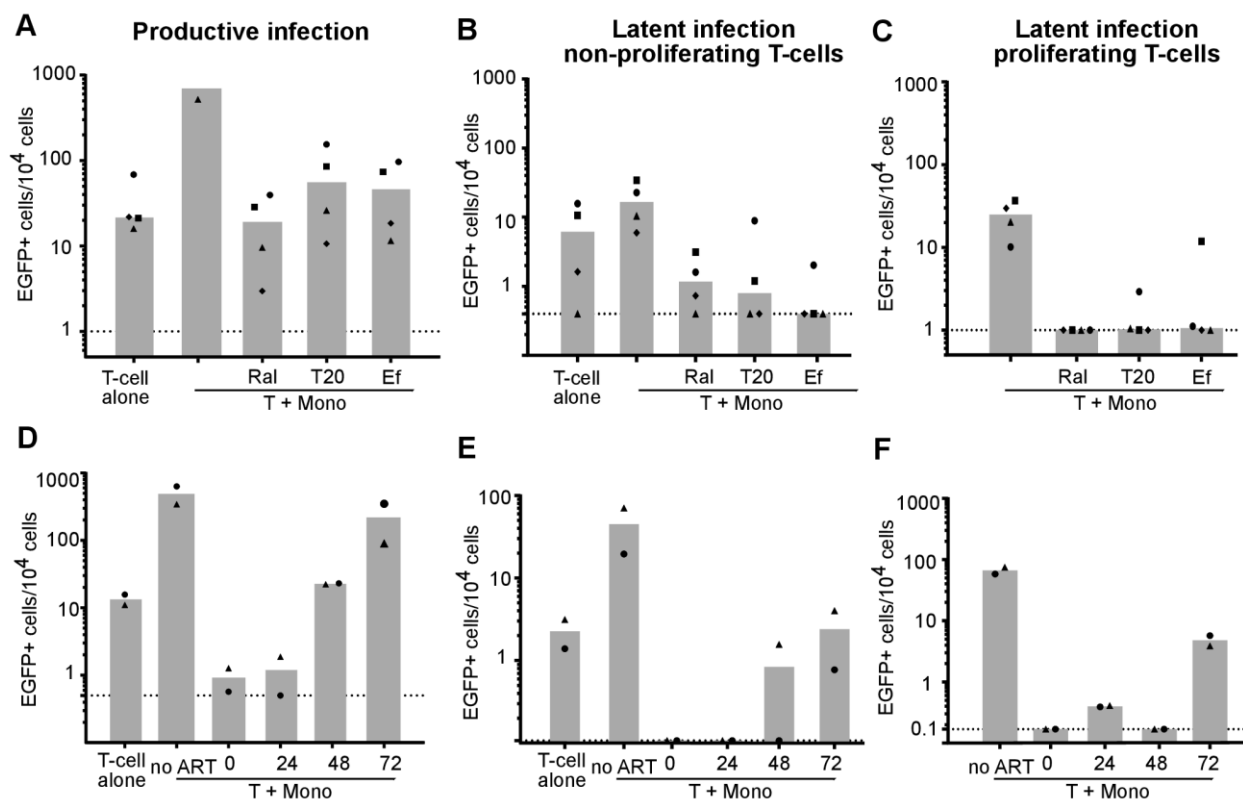 A Productive infection
B Latent infection
non-proliferating T-cells
C Latent infection
proliferating T-cells
EGFP+ cells/10⁴ cells
1000
100
10
1
T-cell
alone
Ral T20 Ef
T + Mono
EGFP+ cells/10⁴ cells
1000
100
10
1
T-cell
alone
Ral T20 Ef
T + Mono
EGFP+ cells/10⁴ cells
1000
100
10
1
Ral T20 Ef
T + Mono
D
EGFP+ cells/10⁴ cells
1000
100
10
1
T-cell
alone
no ART 0 24 48 72
T + Mono
E
EGFP+ cells/10⁴ cells
100
10
1
T-cell
alone
no ART 0 24 48 72
T + Mono
F
EGFP+ cells/10⁴ cells
1000
100
10
1
0.1
no ART 0 24 48 72
T + Mono